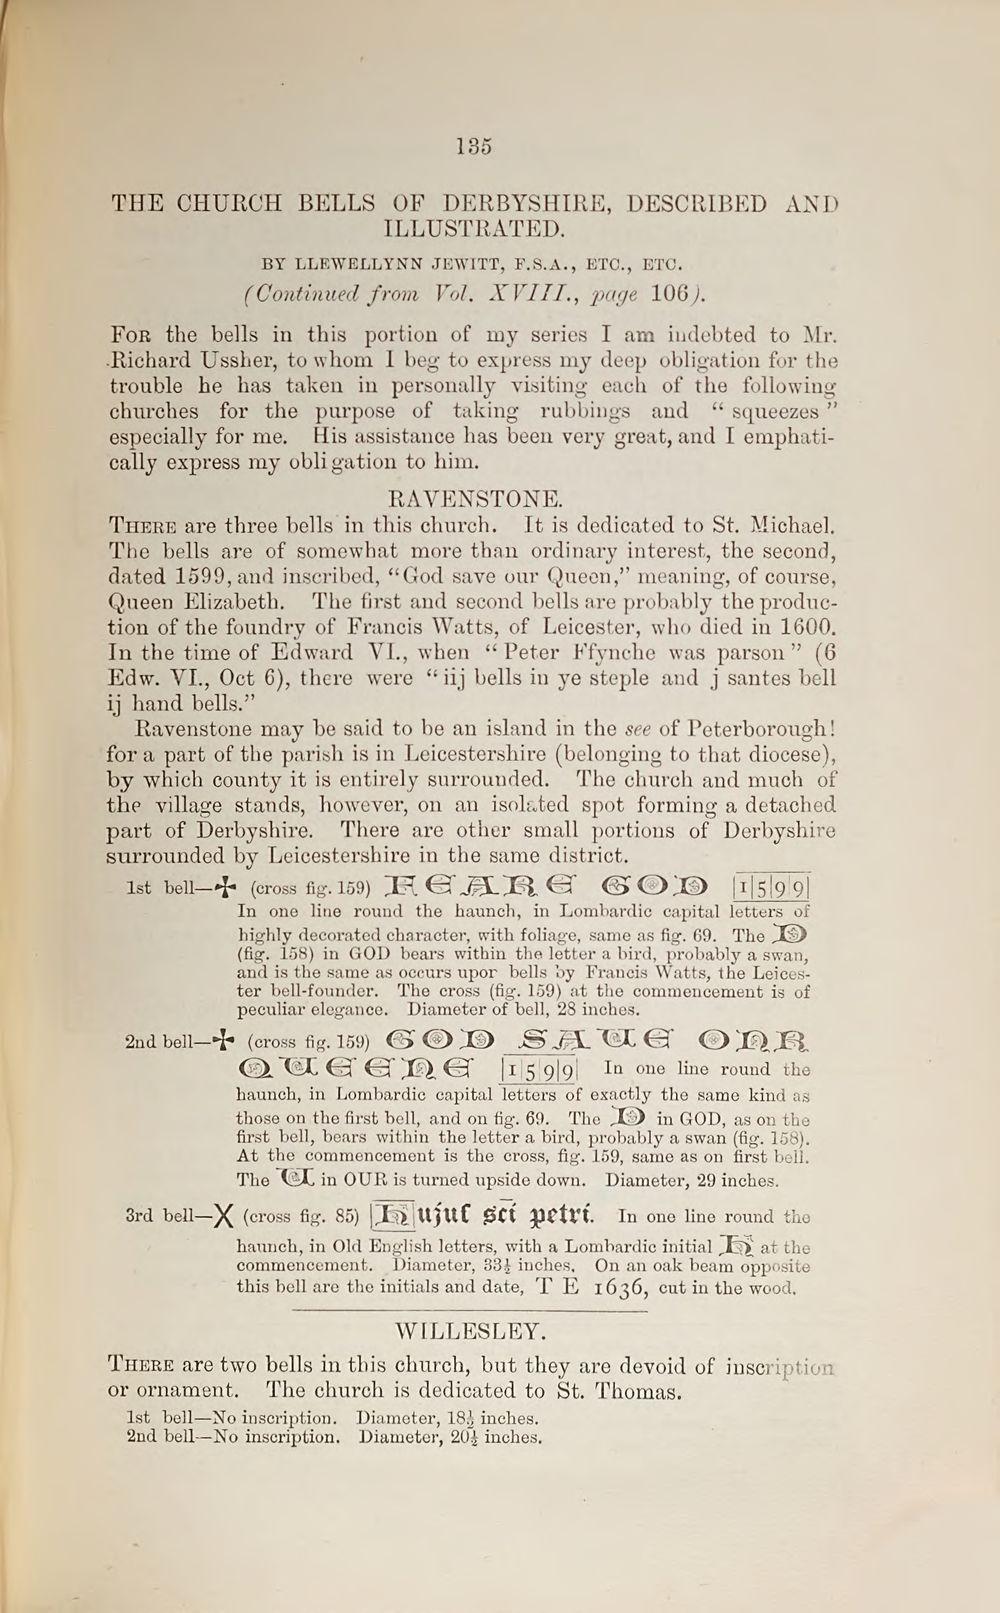 135
THE CHURCH BELLS OF DERBYSHIRE, DESCRIBED AND
ILLUSTRATED.
BY LLEWELLYNN JEWITT, F.S.A., ETC., ETC.
(Continued from Vol. XVIII., page 106).
FOR the bells in this portion of my series I am indebted to Mr.
Richard Ussher, to whom I beg to express my deep obligation for the
trouble he has taken in personally visiting each of the following
churches for the purpose of taking rubbings and “ squeezes ”
especially for me. His assistance has been very great, and I emphati-
cally express my obligation to him.
RAVENSTONE.
THERE are three bells in this church. It is dedicated to St. Michael.
The bells are of somewhat more than ordinary interest, the second,
dated 1599, and inscribed, “God save our Queen,” meaning, of course,
Queen Elizabeth. The first and second bells are probably the produc-
tion of the foundry of Francis Watts, of Leicester, who died in 1600.
In the time of Edward VI., when “ Peter Ffynche was parson ” (6
Edw. VI., Oct 6), there were “ iij bells in ye steple and j santes bell
ij hand bells.”
Ravenstone may be said to be an island in the see of Peterborough!
for a part of the parish is in Leicestershire (belonging to that diocese),
by which county it is entirely surrounded. The church and much of
the village stands, however, on an isolated spot forming a detached
part of Derbyshire. There are other small portions of Derbyshire
surrounded by Leicestershire in the same district.
1st bell—✠ (cross fig. 159) FEARE GOD |1|5|9|9|
In one line round the haunch, in Lombardic capital letters of
highly decorated character, with foliage, same as fig. 69. The D
(fig. 158) in GOD bears within the letter a bird, probably a swan,
and is the same as occurs upor bells by Francis Watts, the Leices-
ter bell-founder. The cross (fig. 159) at the commencement is of
peculiar elegance. Diameter of bell, 28 inches.
2nd bell—✠ (cross fig. 159) GOD SAUE ONR
QUEENE |1|5|9|9| In one line round the
haunch, in Lombardic capital letters of exactly the same kind as
those on the first bell, and on fig. 69. The D in GOD, as on the
first bell, bears within the letter a bird, probably a swan (fig. 158).
At the commencement is the cross, fig. 159, same as on first bell.
The U in OUR is turned upside down. Diameter, 29 inches.
3rd bell—X (cross fig. 85) |H|ujus sci petri. In one line round the
haunch, in Old English letters, with a Lombardic initial H at the
commencement. Diameter, 33½ inches. On an oak beam opposite
this bell are the initials and date, T E 1636, cut in the wood.
WILLESLEY.
THERE are two bells in this church, but they are devoid of inscription
or ornament. The church is dedicated to St. Thomas.
1st bell—No inscription. Diameter, 18½ inches.
2nd bell—No inscription. Diameter, 20½ inches.